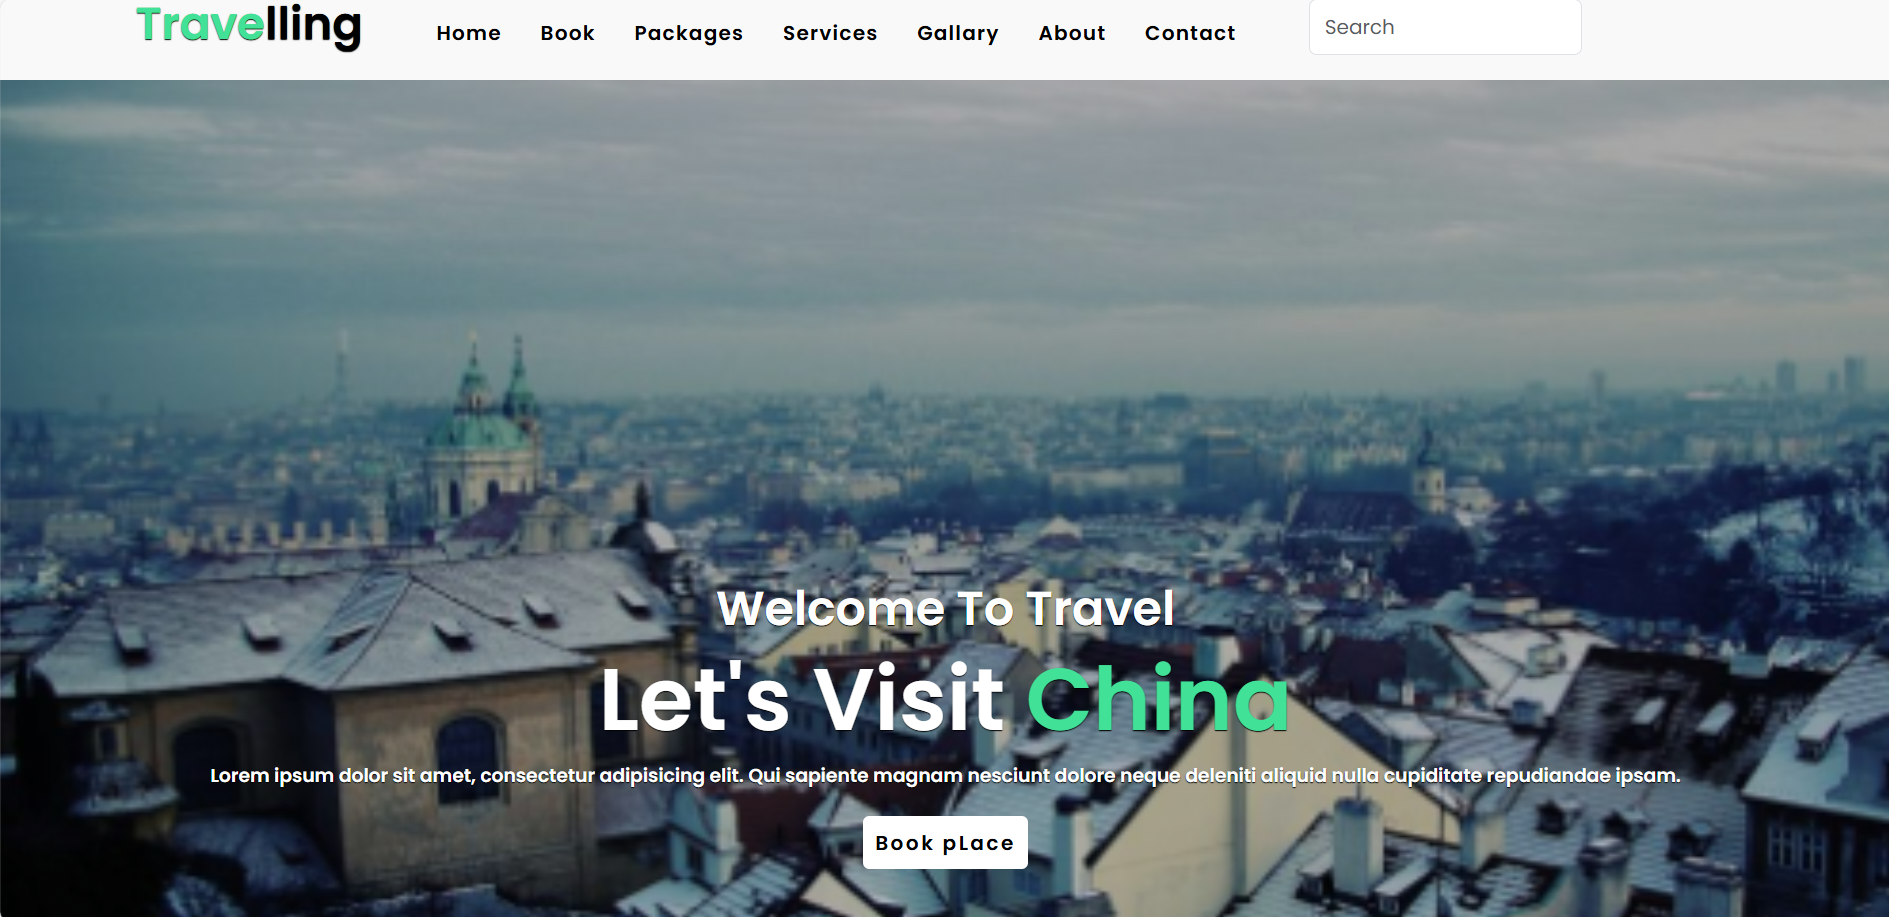 Travelling
Home Book Packages Services Gallary About Contact
Search
Welcome To Travel
Let's Visit China
Lorem ipsum dolor sit amet, consectetur adipisicing elit. Qui sapiente magnam nesciunt dolore neque deleniti aliquid nulla cupiditate repudiandae ipsam.
Book pLace